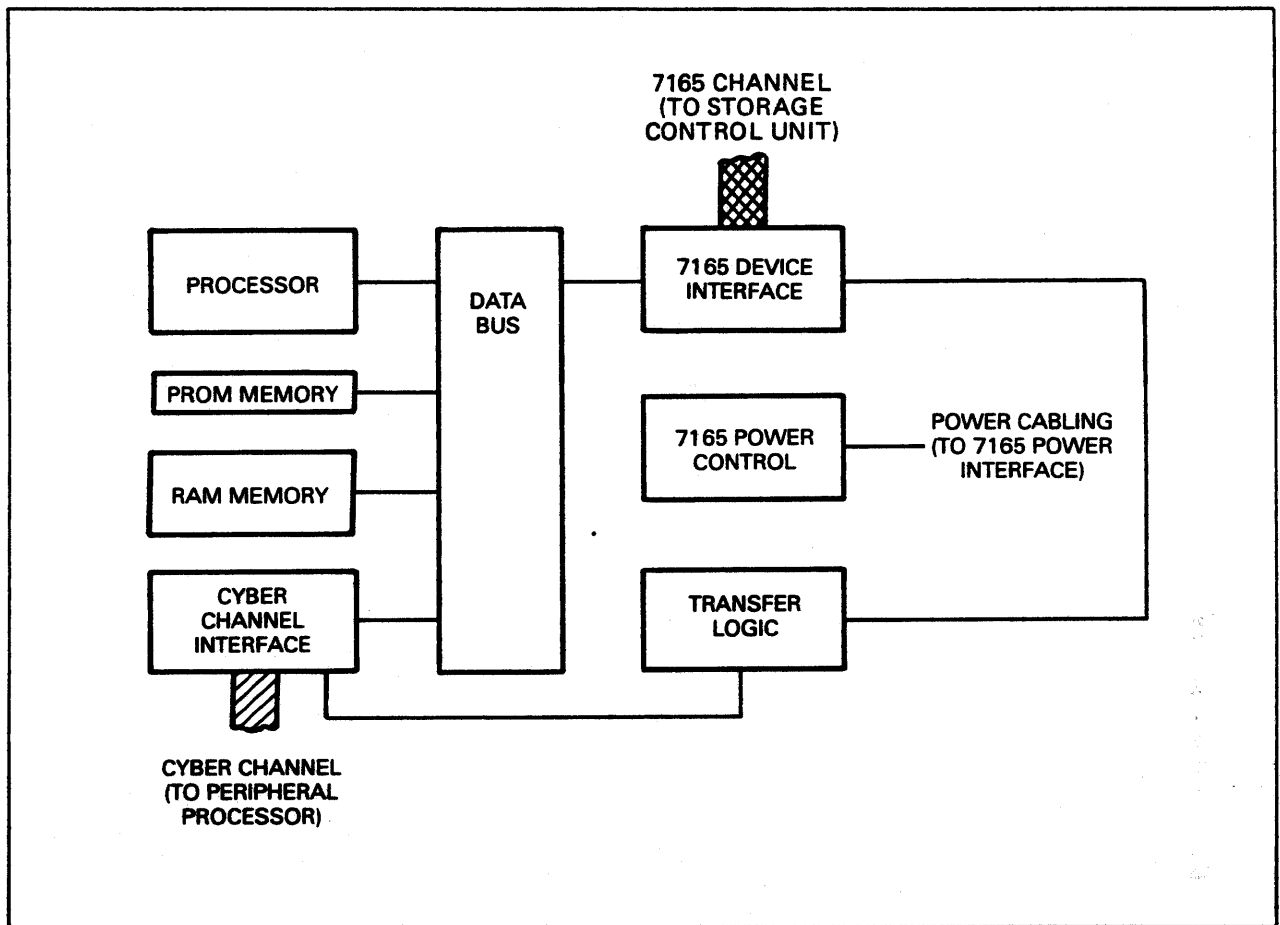 7165 CHANNEL
(TO STORAGE
CONTROL UNIT)
PROCESSOR
DATA
BUS
7165 DEVICE
INTERFACE
PROM MEMORY
7165 POWER
CONTROL
POWER CABLING
(TO 7165 POWER
INTERFACE)
RAM MEMORY
CYBER
CHANNEL
INTERFACE
TRANSFER
LOGIC
CYBER CHANNEL
(TO PERIPHERAL
PROCESSOR)